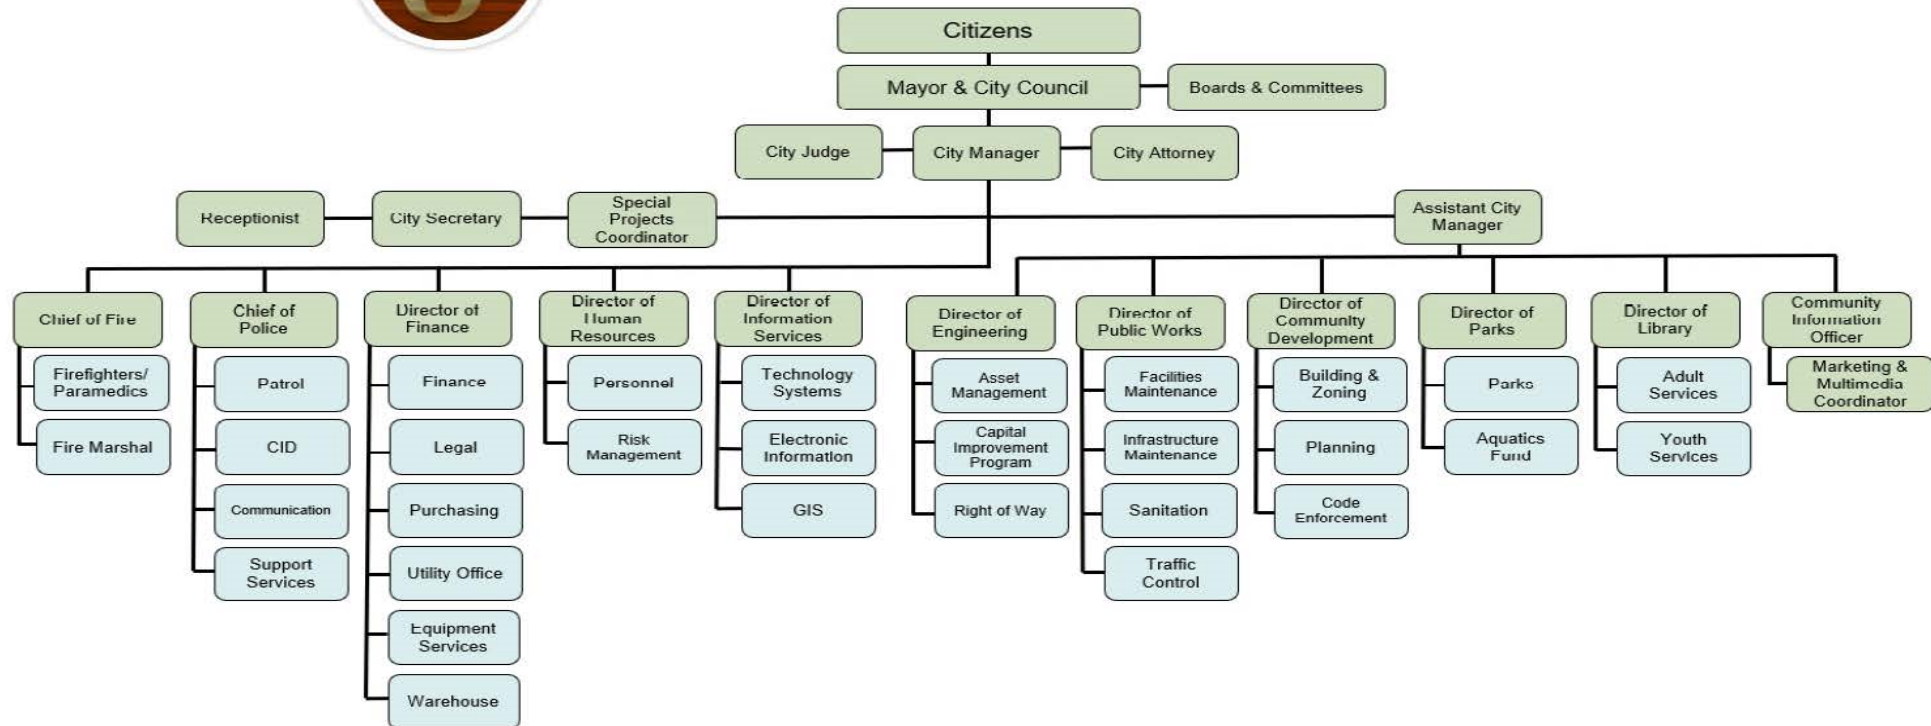 Citizens
Mayor & City Council
Boards & Committees
City Judge
City Manager
City Attorney
Receptionist
City Secretary
Special
Projects
Coordinator
Assistant City
Manager
Chief of Fire
Firefighters/
Paramedics
Fire Marshal
Chief of
Police
Patrol
CID
Communication
Support
Services
Director of
Finance
Finance
Legal
Purchasing
Utility Office
Equipment
Services
Warehouse
Director of
Human
Resources
Personnel
Risk
Management
Director of
Information
Services
Technology
Systems
Electronic
Information
GIS
Director of
Engineering
Asset
Management
Capital
Improvement
Program
Right of Way
Director of
Public Works
Facilities
Maintenance
Infrastructure
Maintenance
Sanitation
Traffic
Control
Director of
Community
Development
Building &
Zoning
Planning
Code
Enforcement
Director of
Parks
Parks
Aquatics
Fund
Director of
Library
Adult
Services
Youth
Services
Community
Information
Officer
Marketing &
Multimedia
Coordinator